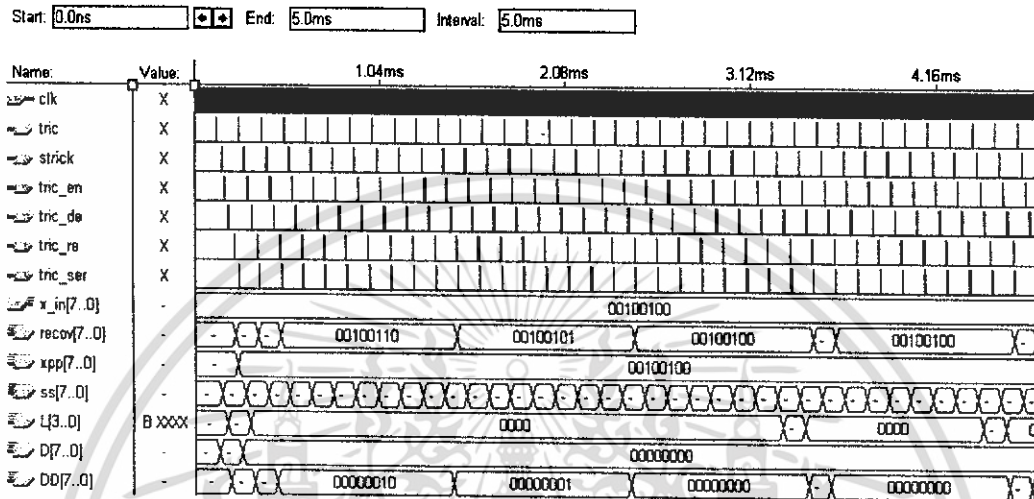 Start: 0.0ns End: 5.0ms Interval: 5.0ms
Name: Value: 1.04ms 2.08ms 3.12ms 4.16ms
clk X
tric X
strick X
tric_en X
tric_de X
tric_re X
tric_ser X
x_in[7..0] - 00100100
recov[7..0] - - - - 00100110 00100101 00100100 - 00100100 -
xpp[7..0] - - 00100100
ss[7..0] - - - - - - - - - - - - - - - - - - - - - - - - - - - - - - - - - - - - - -
L[3..0] B XXXX - - 0000 - 0000 -
D[7..0] - - - 00000000
DD[7..0] - - - - 00000010 00000001 00000000 - 00000000 -